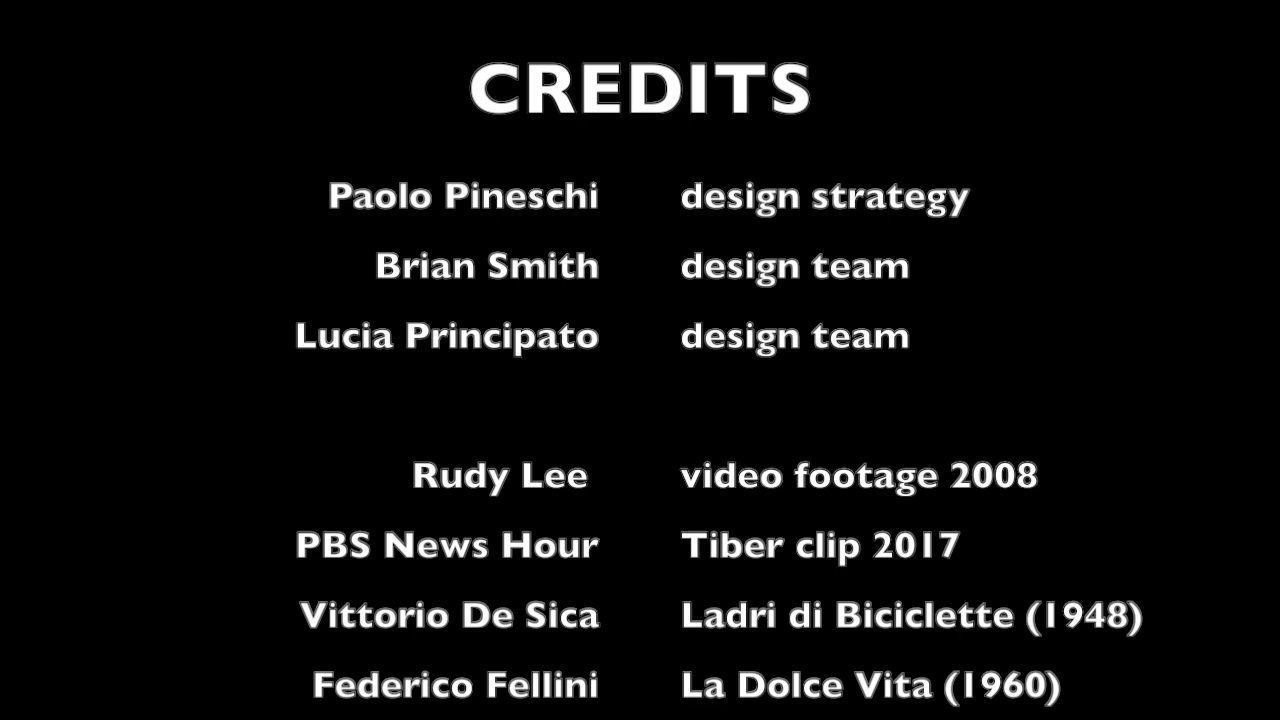 CREDITS
Paolo Pineschi design strategy
Brian Smith design team
Lucia Principato design team
Rudy Lee video footage 2008
PBS News Hour Tiber clip 2017
Vittorio De Sica Ladri di Biciclette (1948)
Federico Fellini La Dolce Vita (1960)